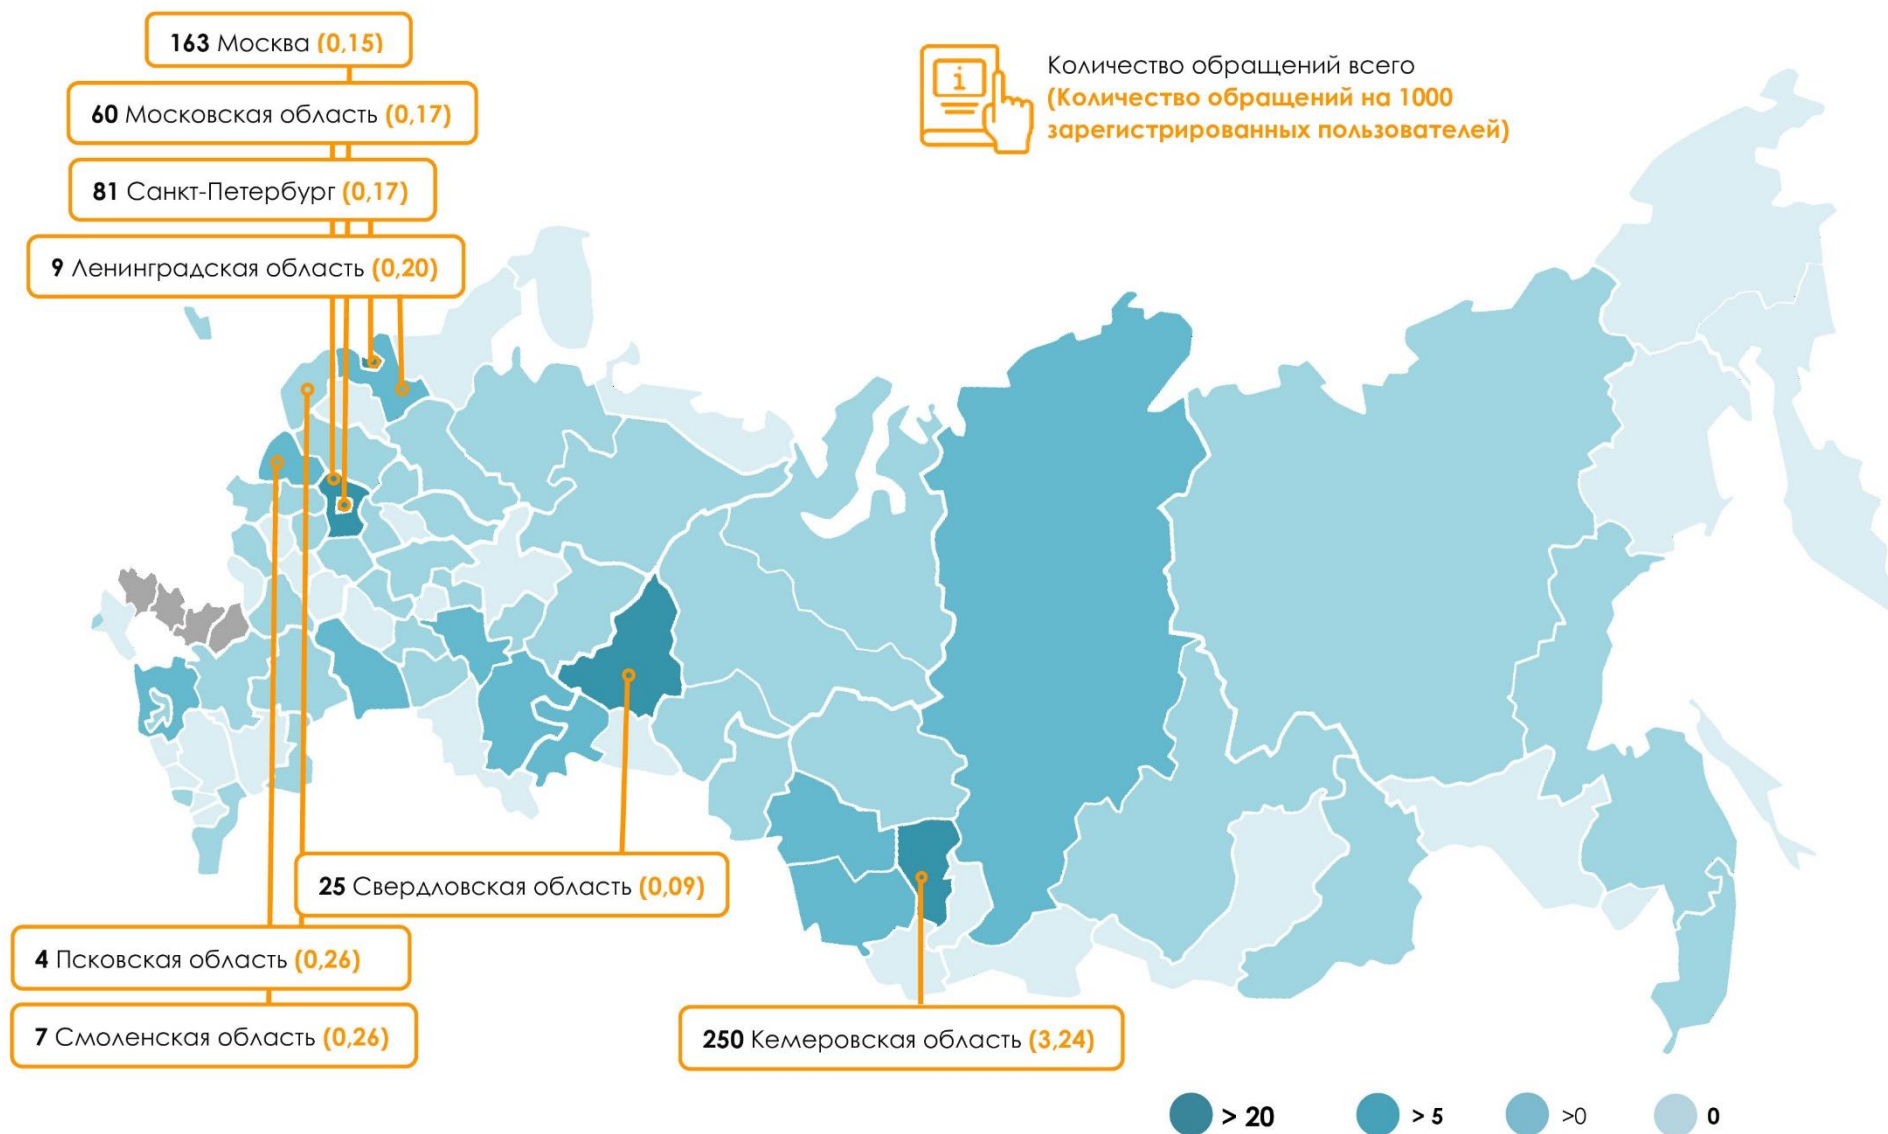 163 Москва (0,15)
60 Московская область (0,17)
81 Санкт-Петербург (0,17)
9 Ленинградская область (0,20)
i
Количество обращений всего
(Количество обращений на 1000
зарегистрированных пользователей)
25 Свердловская область (0,09)
4 Псковская область (0,26)
7 Смоленская область (0,26)
250 Кемеровская область (3,24)
> 20
> 5
>0
0